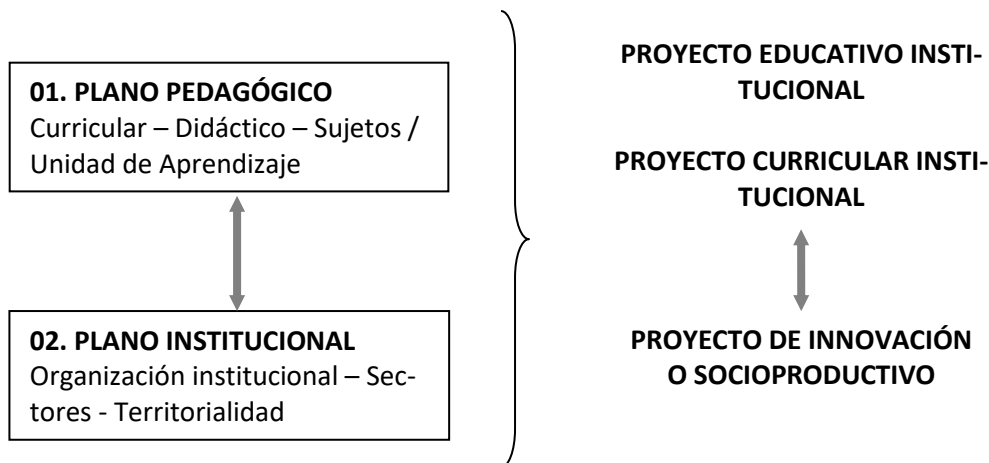 01. PLANO PEDAGÓGICO
Curricular – Didáctico – Sujetos /
Unidad de Aprendizaje
02. PLANO INSTITUCIONAL
Organización institucional – Sec-
tores - Territorialidad
PROYECTO EDUCATIVO INSTI-
TUCIONAL
PROYECTO CURRICULAR INSTI-
TUCIONAL
PROYECTO DE INNOVACIÓN
O SOCIOPRODUCTIVO